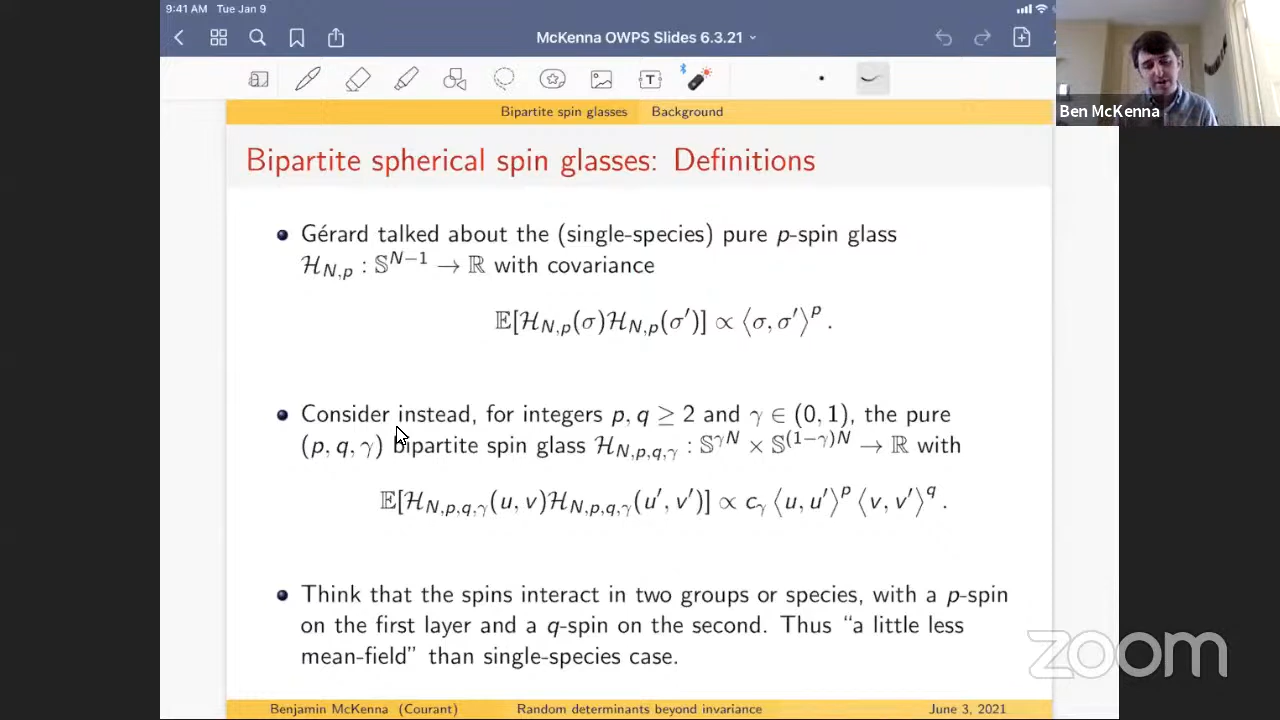 9:41 AM Tue Jan 9
McKenna OWPS Slides 6.3.21
T
Ben McKenna
Bipartite spin glasses Background
Bipartite spherical spin glasses: Definitions
Gérard talked about the (single-species) pure p-spin glass
ℋ_{N,p} : 𝕊^{N−1} → ℝ with covariance
𝔼[ℋ_{N,p}(σ)ℋ_{N,p}(σ′)] ∝ ⟨σ, σ′⟩^p .
Consider instead, for integers p, q ≥ 2 and γ ∈ (0, 1), the pure
(p, q, γ) bipartite spin glass ℋ_{N,p,q,γ} : 𝕊^{γN} × 𝕊^{(1−γ)N} → ℝ with
𝔼[ℋ_{N,p,q,γ}(u, v)ℋ_{N,p,q,γ}(u′, v′)] ∝ c_γ ⟨u, u′⟩^p ⟨v, v′⟩^q .
Think that the spins interact in two groups or species, with a p-spin
on the first layer and a q-spin on the second. Thus “a little less
mean-field” than single-species case.
zoom
Benjamin McKenna (Courant) Random determinants beyond invariance June 3, 2021